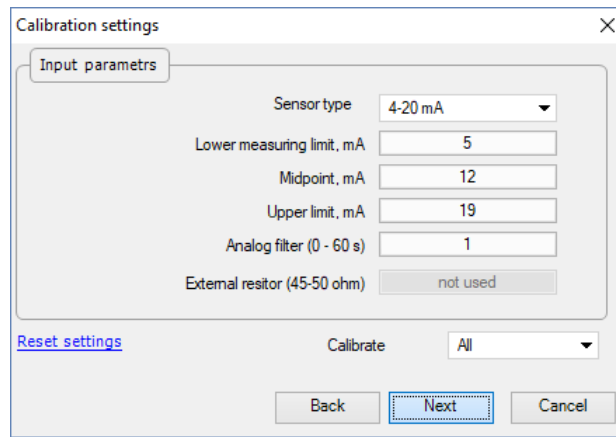 Calibration settings
Input parametrs
Sensor type 4-20 mA
Lower measuring limit, mA 5
Midpoint, mA 12
Upper limit, mA 19
Analog filter (0 - 60 s) 1
External resitor (45-50 ohm) not used
Reset settings Calibrate All
Back Next Cancel